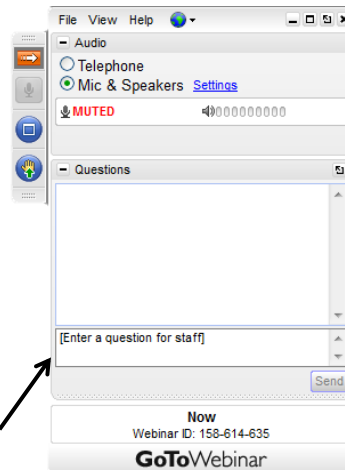 File View Help
Audio
Telephone
Mic & Speakers Settings
MUTED
Questions
[Enter a question for staff]
Send
Now
Webinar ID: 158-614-635
GoToWebinar